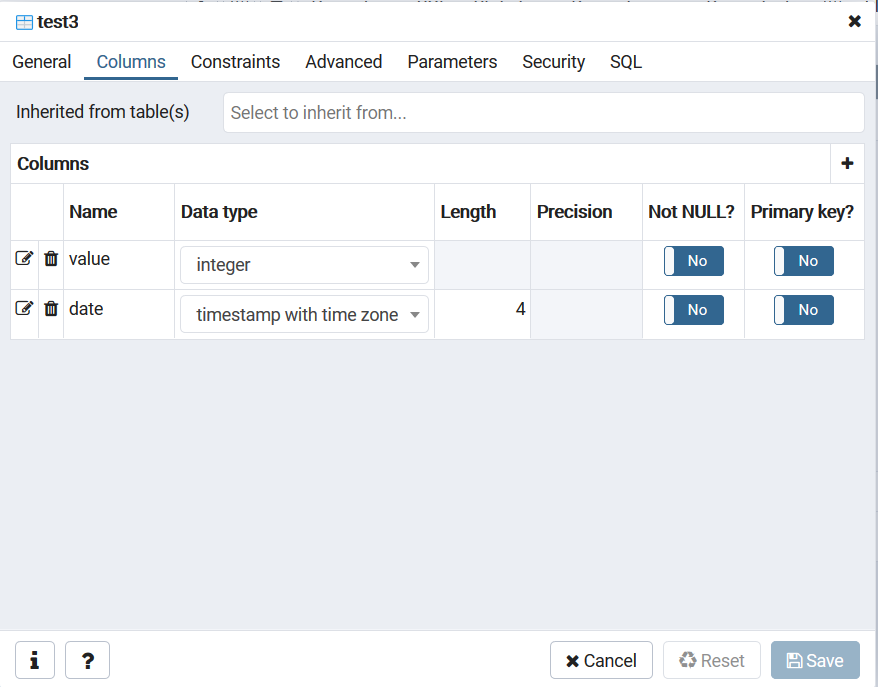 test3
General Columns Constraints Advanced Parameters Security SQL
Inherited from table(s) Select to inherit from...
Columns
Name Data type Length Precision Not NULL? Primary key?
value integer No No
date timestamp with time zone 4 No No
i ? Cancel Reset Save